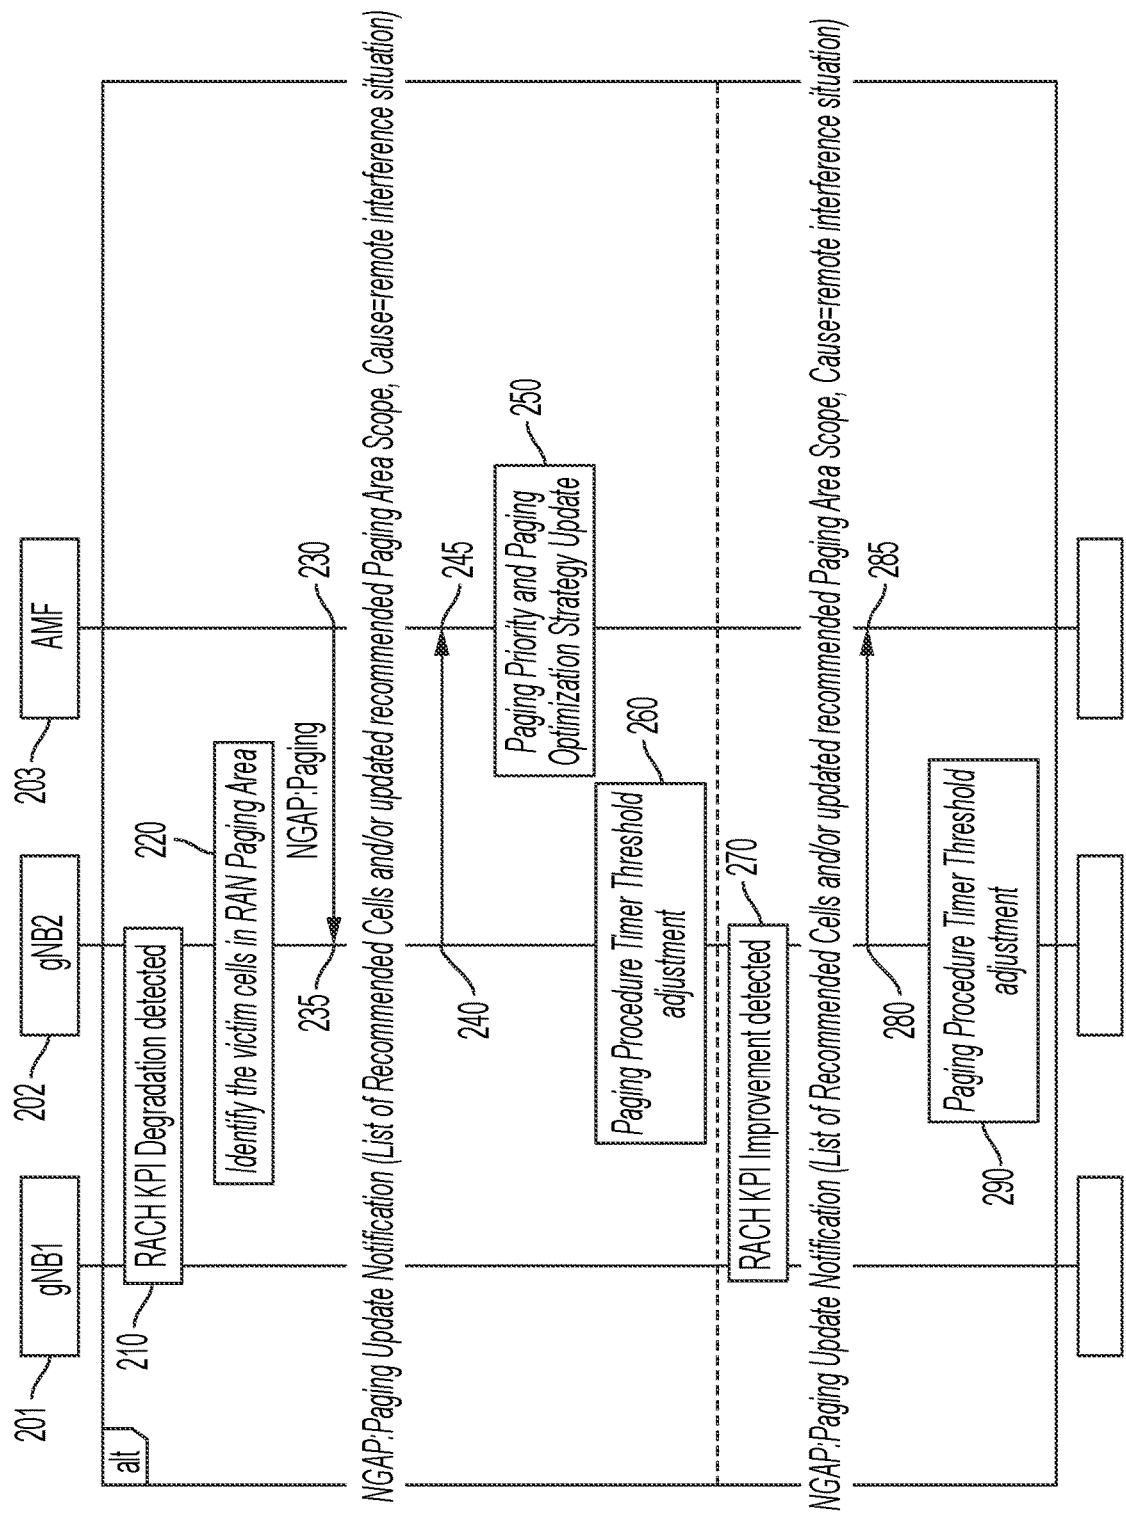 201
gNB1
202
gNB2
203
AMF
alt
210
RACH KPI Degradation detected
220
Identify the victim cells in RAN Paging Area
NGAP:Paging
235
230
NGAP:Paging Update Notification (List of Recommended Cells and/or updated recommended Paging Area Scope, Cause=remote interference situation)
240
245
Paging Priority and Paging
Optimization Strategy Update
250
Paging Procedure Timer Threshold
adjustment
260
RACH KPI Improvement detected
270
NGAP:Paging Update Notification (List of Recommended Cells and/or updated recommended Paging Area Scope, Cause=remote interference situation)
280
285
Paging Procedure Timer Threshold
adjustment
290